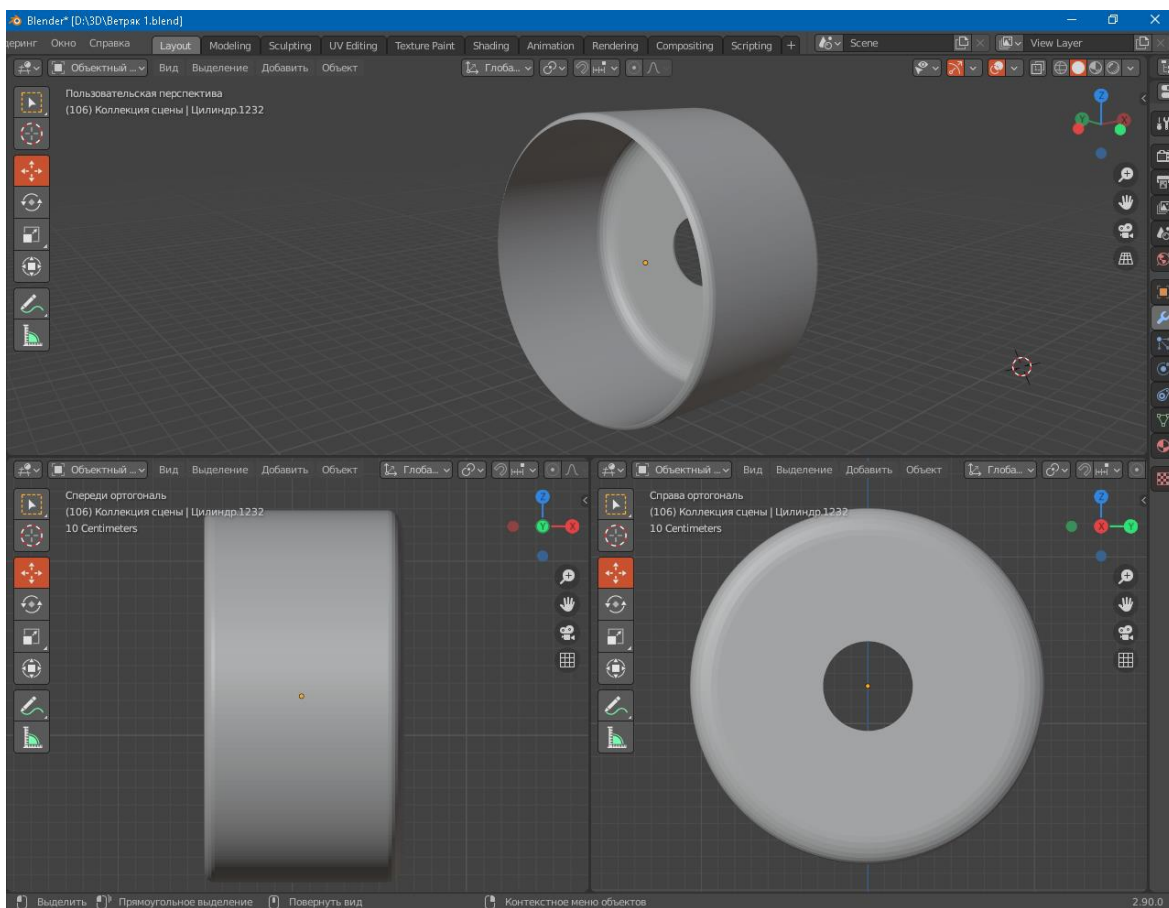 Blender* [D:\3D\Ветряк 1.blend]
деринг Окно Справка Layout Modeling Sculpting UV Editing Texture Paint Shading Animation Rendering Compositing Scripting + Scene View Layer
Объектный ... Вид Выделение Добавить Объект Глоба...
Пользовательская перспектива
(106) Коллекция сцены | Цилиндр.1232
Z
Y
X
Объектный ... Вид Выделение Добавить Объект Глоба...
Спереди ортогональ
(106) Коллекция сцены | Цилиндр.1232
10 Centimeters
Z
Y
X
Объектный ... Вид Выделение Добавить Объект Глоба...
Справа ортогональ
(106) Коллекция сцены | Цилиндр.1232
10 Centimeters
Z
X
Y
Выделить Прямоугольное выделение Повернуть вид Контекстное меню объектов 2.90.0